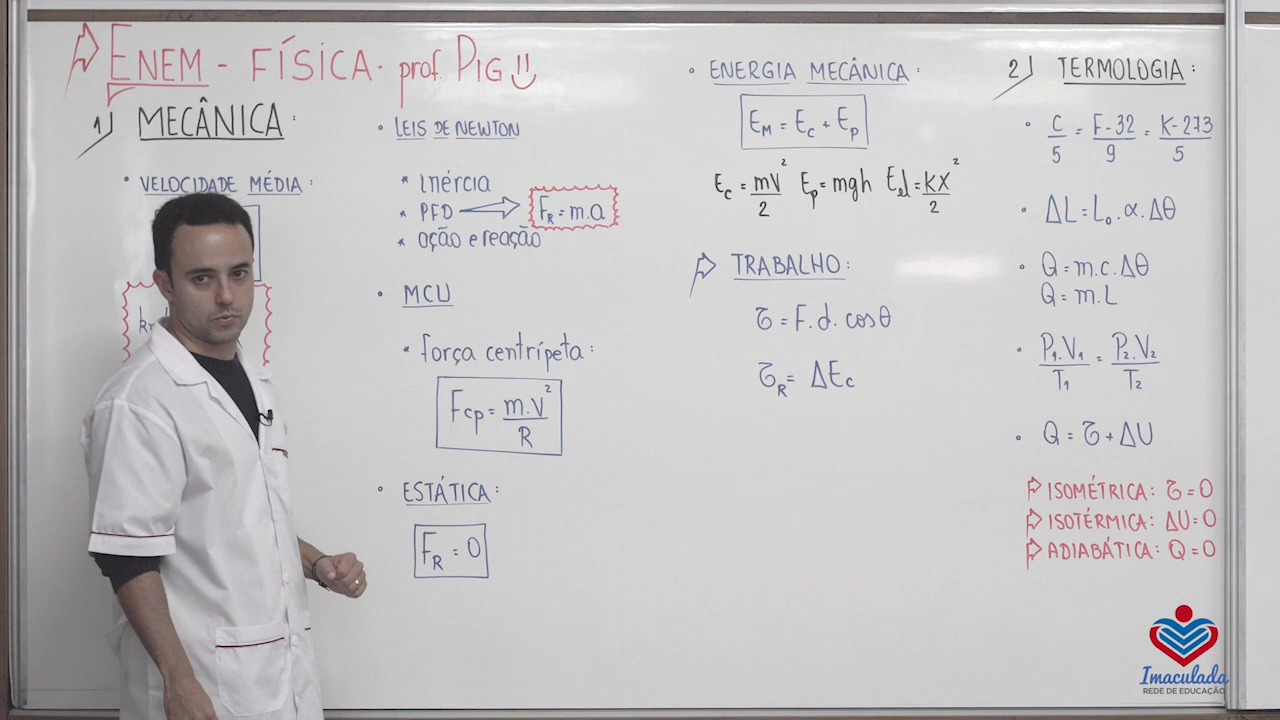 ENEM - FÍSICA. prof. PIG
1) MECÂNICA:
• VELOCIDADE MÉDIA:
• LEIS DE NEWTON
* Inércia
* PFD F_R = m.a
* ação e reação
• MCU
* força centrípeta:
Fcp = m.v²/R
• ESTÁTICA:
F_R = 0
• ENERGIA MECÂNICA:
E_M = E_C + E_p
E_C = mv²/2 E_p = mgh E_el = kx²/2
TRABALHO:
τ = F.d.cosθ
τ_R = ΔE_C
2) TERMOLOGIA:
• C/5 = F-32/9 = K-273/5
• ΔL = L₀.α.Δθ
• Q = m.c.Δθ
Q = m.L
• P₁.V₁/T₁ = P₂.V₂/T₂
• Q = τ + ΔU
ISOMÉTRICA: τ = 0
ISOTÉRMICA: ΔU = 0
ADIABÁTICA: Q = 0
Imaculada
REDE DE EDUCAÇÃO